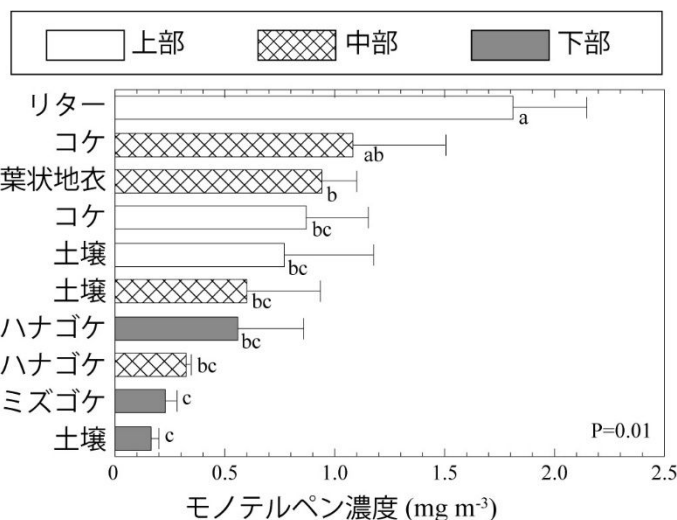 上部 中部 下部
リター
a
コケ
ab
葉状地衣
b
コケ
bc
土壌
bc
土壌
bc
ハナゴケ
bc
ハナゴケ
bc
ミズゴケ
c
土壌
c
P=0.01
0 0.5 1.0 1.5 2.0 2.5
モノテルペン濃度 (mg m⁻³)